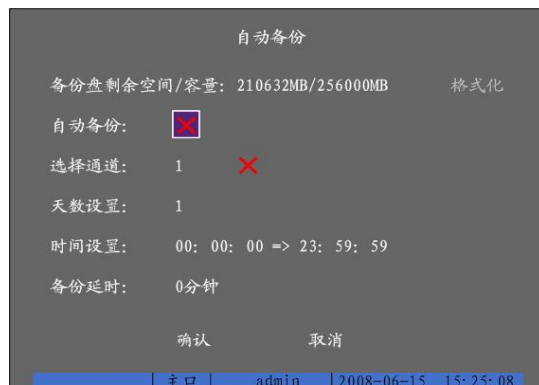 自动备份
备份盘剩余空间/容量: 210632MB/256000MB 格式化
自动备份:
选择通道: 1
天数设置: 1
时间设置: 00: 00: 00 => 23: 59: 59
备份延时: 0分钟
确认 取消
主口 admin 2008-06-15 15:25:08